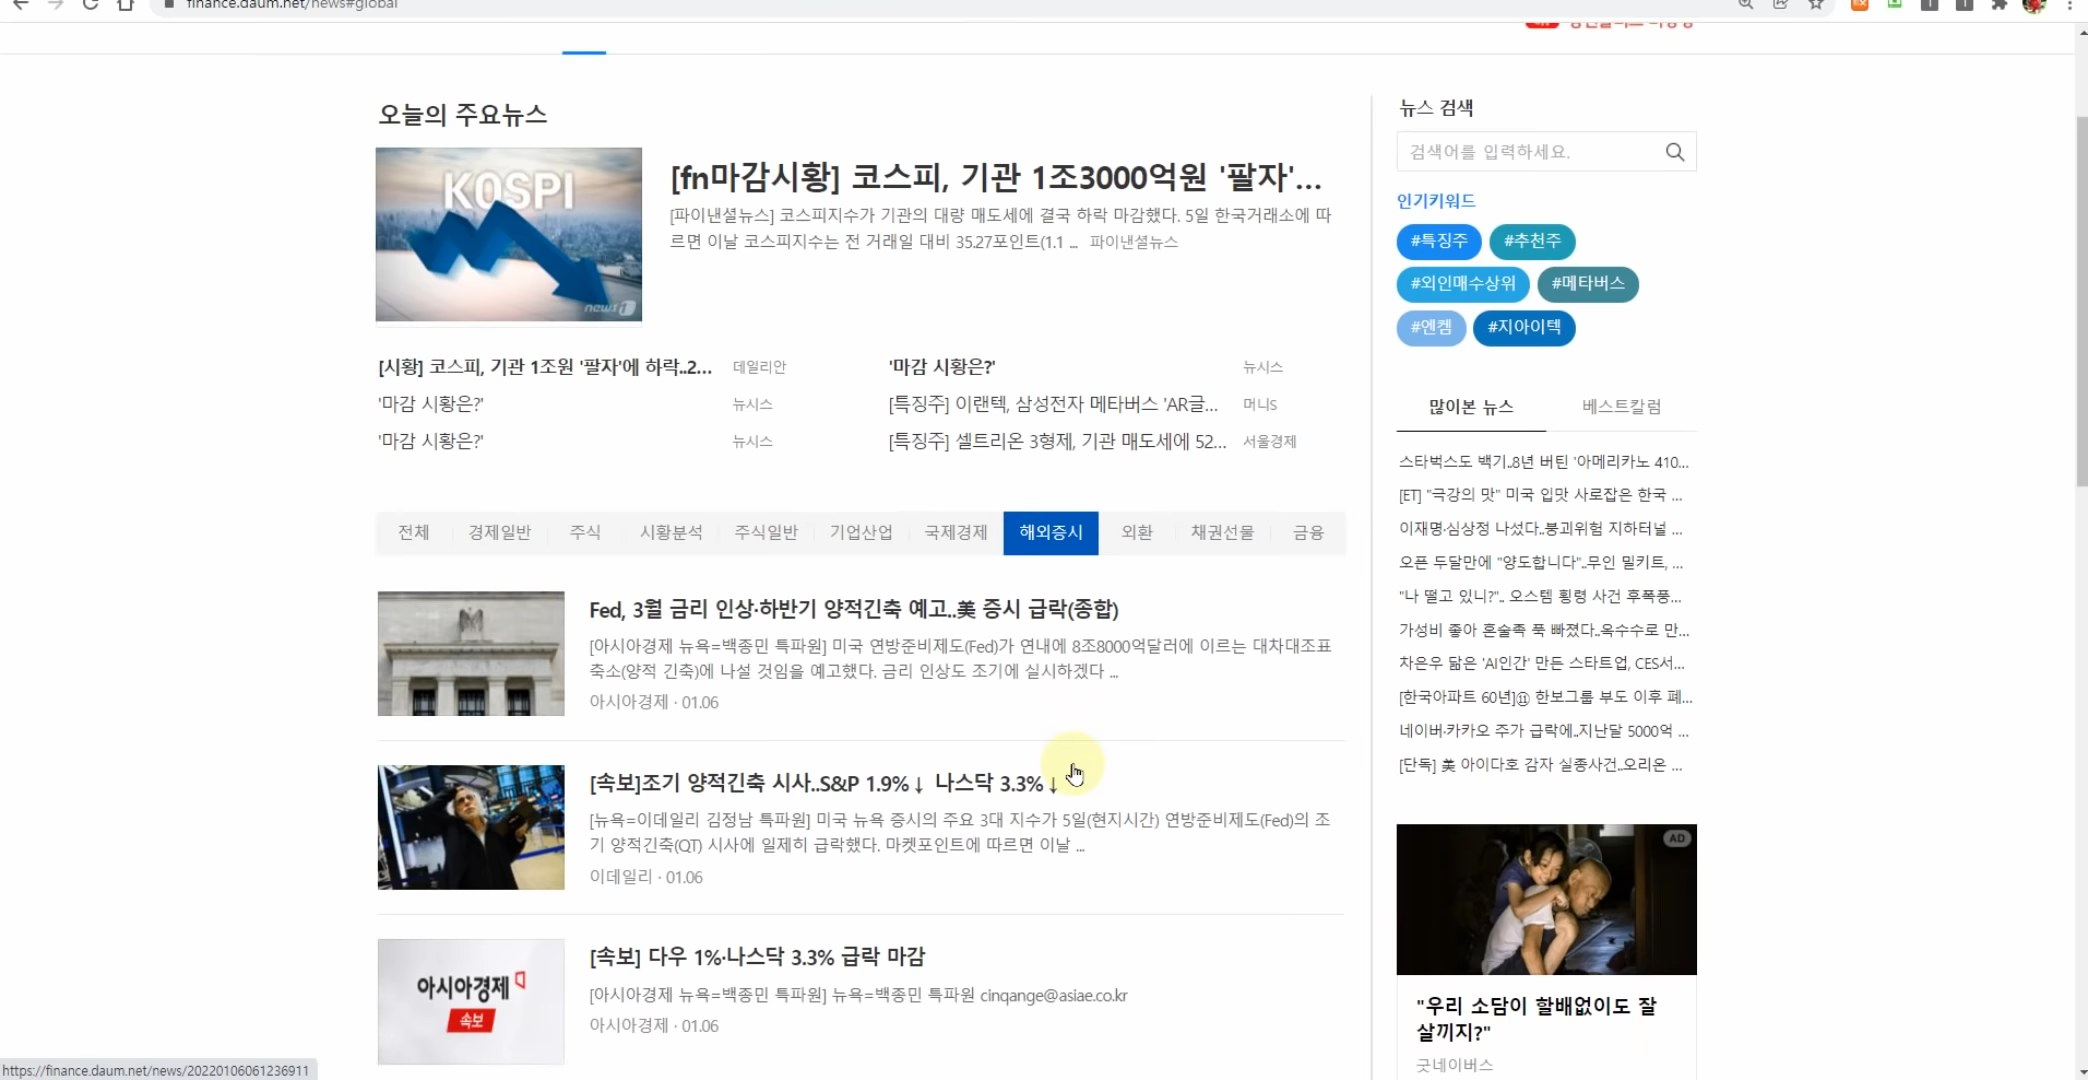 finance.daum.net/news#global
오늘의 주요뉴스
KOSPI
news1
[fn마감시황] 코스피, 기관 1조3000억원 '팔자'...
[파이낸셜뉴스] 코스피지수가 기관의 대량 매도세에 결국 하락 마감했다. 5일 한국거래소에 따
르면 이날 코스피지수는 전 거래일 대비 35.27포인트(1.1 ... 파이낸셜뉴스
[시황] 코스피, 기관 1조원 '팔자'에 하락..2... 데일리안
'마감 시황은?' 뉴시스
'마감 시황은?' 뉴시스
'마감 시황은?' 뉴시스
[특징주] 이랜텍, 삼성전자 메타버스 'AR글... 머니S
[특징주] 셀트리온 3형제, 기관 매도세에 52... 서울경제
전체 경제일반 주식 시황분석 주식일반 기업산업 국제경제 해외증시 외환 채권선물 금융
Fed, 3월 금리 인상·하반기 양적긴축 예고..美 증시 급락(종합)
[아시아경제 뉴욕=백종민 특파원] 미국 연방준비제도(Fed)가 연내에 8조8000억달러에 이르는 대차대조표
축소(양적 긴축)에 나설 것임을 예고했다. 금리 인상도 조기에 실시하겠다 ...
아시아경제 · 01.06
[속보]조기 양적긴축 시사..S&P 1.9%↓ 나스닥 3.3%↓
[뉴욕=이데일리 김정남 특파원] 미국 뉴욕 증시의 주요 3대 지수가 5일(현지시간) 연방준비제도(Fed)의 조
기 양적긴축(QT) 시사에 일제히 급락했다. 마켓포인트에 따르면 이날 ...
이데일리 · 01.06
아시아경제
속보
[속보] 다우 1%·나스닥 3.3% 급락 마감
[아시아경제 뉴욕=백종민 특파원] 뉴욕=백종민 특파원 cinqange@asiae.co.kr
아시아경제 · 01.06
뉴스 검색
검색어를 입력하세요.
인기키워드
#특징주 #추천주
#외인매수상위 #메타버스
#엔켐 #지아이텍
많이본 뉴스 베스트칼럼
스타벅스도 백기..8년 버틴 '아메리카노 410...
[ET] "극강의 맛" 미국 입맛 사로잡은 한국 ...
이재명·심상정 나섰다..붕괴위험 지하터널 ...
오픈 두달만에 "양도합니다"..무인 밀키트, ...
"나 떨고 있니?".. 오스템 횡령 사건 후폭풍...
가성비 좋아 혼술족 푹 빠졌다..옥수수로 만...
차은우 닮은 'AI인간' 만든 스타트업, CES서...
[한국아파트 60년]⑪ 한보그룹 부도 이후 폐...
네이버·카카오 주가 급락에..지난달 5000억 ...
[단독] 美 아이다호 감자 실종사건..오리온 ...
AD
"우리 소담이 할배없이도 잘
살끼지?"
굿네이버스
https://finance.daum.net/news/20220106061236911